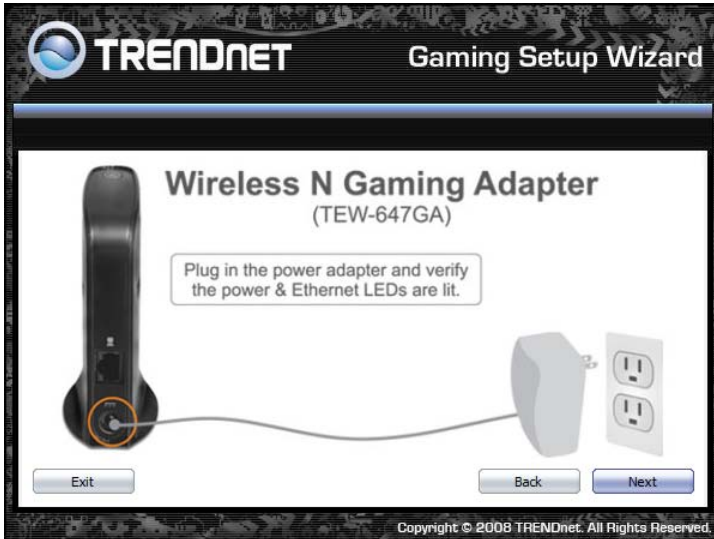 TRENDNET
Gaming Setup Wizard
Wireless N Gaming Adapter
(TEW-647GA)
Plug in the power adapter and verify
the power & Ethernet LEDs are lit.
Exit
Back
Next
Copyright © 2008 TRENDnet. All Rights Reserved.